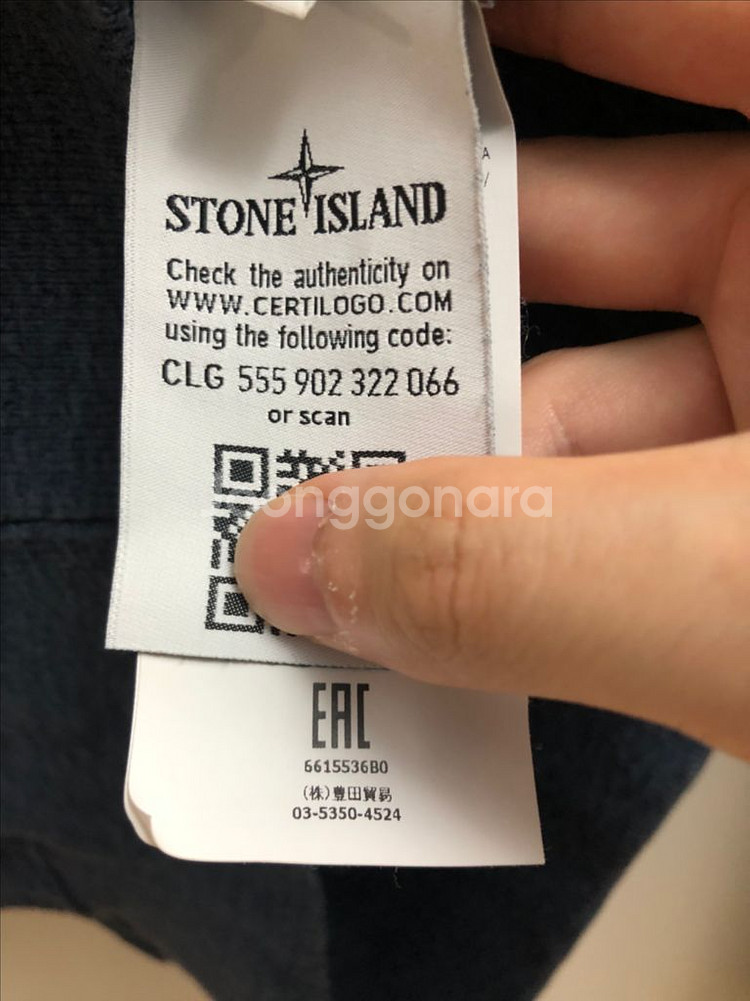 STONE ISLAND
Check the authenticity on
WWW.CERTILOGO.COM
using the following code:
CLG 555 902 322 066
or scan
EAC
6615536B0
(株)豊田貿易
03-5350-4524
A
/